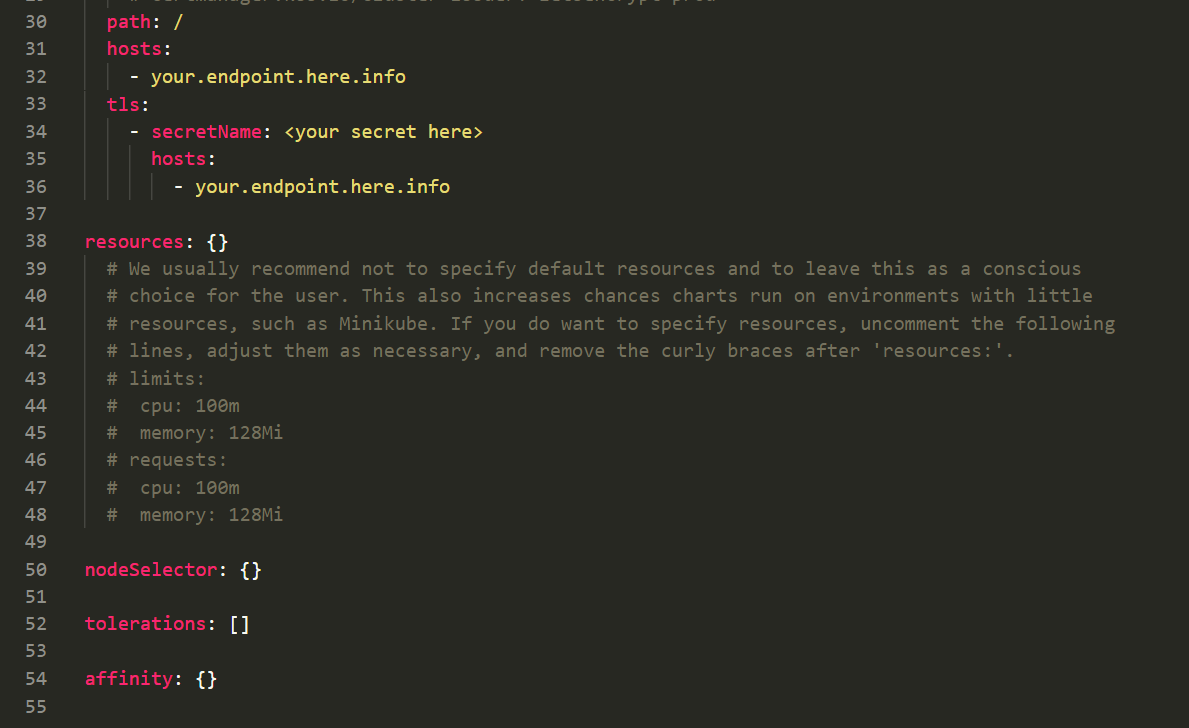 30 path: /
31 hosts:
32 - your.endpoint.here.info
33 tls:
34 - secretName: <your secret here>
35 hosts:
36 - your.endpoint.here.info
37
38 resources: {}
39 # We usually recommend not to specify default resources and to leave this as a conscious
40 # choice for the user. This also increases chances charts run on environments with little
41 # resources, such as Minikube. If you do want to specify resources, uncomment the following
42 # lines, adjust them as necessary, and remove the curly braces after 'resources:'.
43 # limits:
44 #  cpu: 100m
45 #  memory: 128Mi
46 # requests:
47 #  cpu: 100m
48 #  memory: 128Mi
49
50 nodeSelector: {}
51
52 tolerations: []
53
54 affinity: {}
55